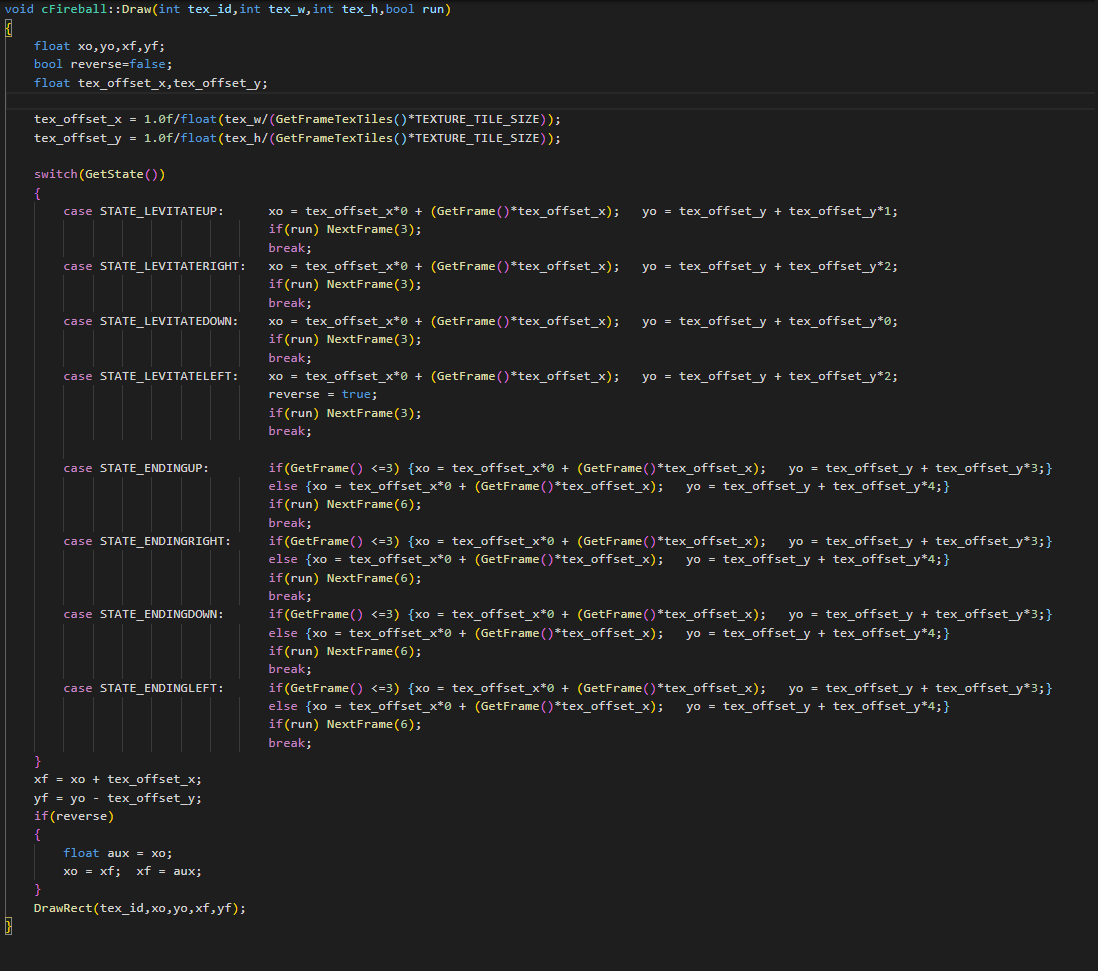 void cFireball::Draw(int tex_id,int tex_w,int tex_h,bool run)
{
    float xo,yo,xf,yf;
    bool reverse=false;
    float tex_offset_x,tex_offset_y;

    tex_offset_x = 1.0f/float(tex_w/(GetFrameTexTiles()*TEXTURE_TILE_SIZE));
    tex_offset_y = 1.0f/float(tex_h/(GetFrameTexTiles()*TEXTURE_TILE_SIZE));

    switch(GetState())
    {
        case STATE_LEVITATEUP:      xo = tex_offset_x*0 + (GetFrame()*tex_offset_x);   yo = tex_offset_y + tex_offset_y*1;
                                    if(run) NextFrame(3);
                                    break;
        case STATE_LEVITATERIGHT:   xo = tex_offset_x*0 + (GetFrame()*tex_offset_x);   yo = tex_offset_y + tex_offset_y*2;
                                    if(run) NextFrame(3);
                                    break;
        case STATE_LEVITATEDOWN:    xo = tex_offset_x*0 + (GetFrame()*tex_offset_x);   yo = tex_offset_y + tex_offset_y*0;
                                    if(run) NextFrame(3);
                                    break;
        case STATE_LEVITATELEFT:    xo = tex_offset_x*0 + (GetFrame()*tex_offset_x);   yo = tex_offset_y + tex_offset_y*2;
                                    reverse = true;
                                    if(run) NextFrame(3);
                                    break;

        case STATE_ENDINGUP:        if(GetFrame() <=3) {xo = tex_offset_x*0 + (GetFrame()*tex_offset_x);   yo = tex_offset_y + tex_offset_y*3;}
                                    else {xo = tex_offset_x*0 + (GetFrame()*tex_offset_x);   yo = tex_offset_y + tex_offset_y*4;}
                                    if(run) NextFrame(6);
                                    break;
        case STATE_ENDINGRIGHT:     if(GetFrame() <=3) {xo = tex_offset_x*0 + (GetFrame()*tex_offset_x);   yo = tex_offset_y + tex_offset_y*3;}
                                    else {xo = tex_offset_x*0 + (GetFrame()*tex_offset_x);   yo = tex_offset_y + tex_offset_y*4;}
                                    if(run) NextFrame(6);
                                    break;
        case STATE_ENDINGDOWN:      if(GetFrame() <=3) {xo = tex_offset_x*0 + (GetFrame()*tex_offset_x);   yo = tex_offset_y + tex_offset_y*3;}
                                    else {xo = tex_offset_x*0 + (GetFrame()*tex_offset_x);   yo = tex_offset_y + tex_offset_y*4;}
                                    if(run) NextFrame(6);
                                    break;
        case STATE_ENDINGLEFT:      if(GetFrame() <=3) {xo = tex_offset_x*0 + (GetFrame()*tex_offset_x);   yo = tex_offset_y + tex_offset_y*3;}
                                    else {xo = tex_offset_x*0 + (GetFrame()*tex_offset_x);   yo = tex_offset_y + tex_offset_y*4;}
                                    if(run) NextFrame(6);
                                    break;
    }
    xf = xo + tex_offset_x;
    yf = yo - tex_offset_y;
    if(reverse)
    {
        float aux = xo;
        xo = xf;  xf = aux;
    }
    DrawRect(tex_id,xo,yo,xf,yf);
}